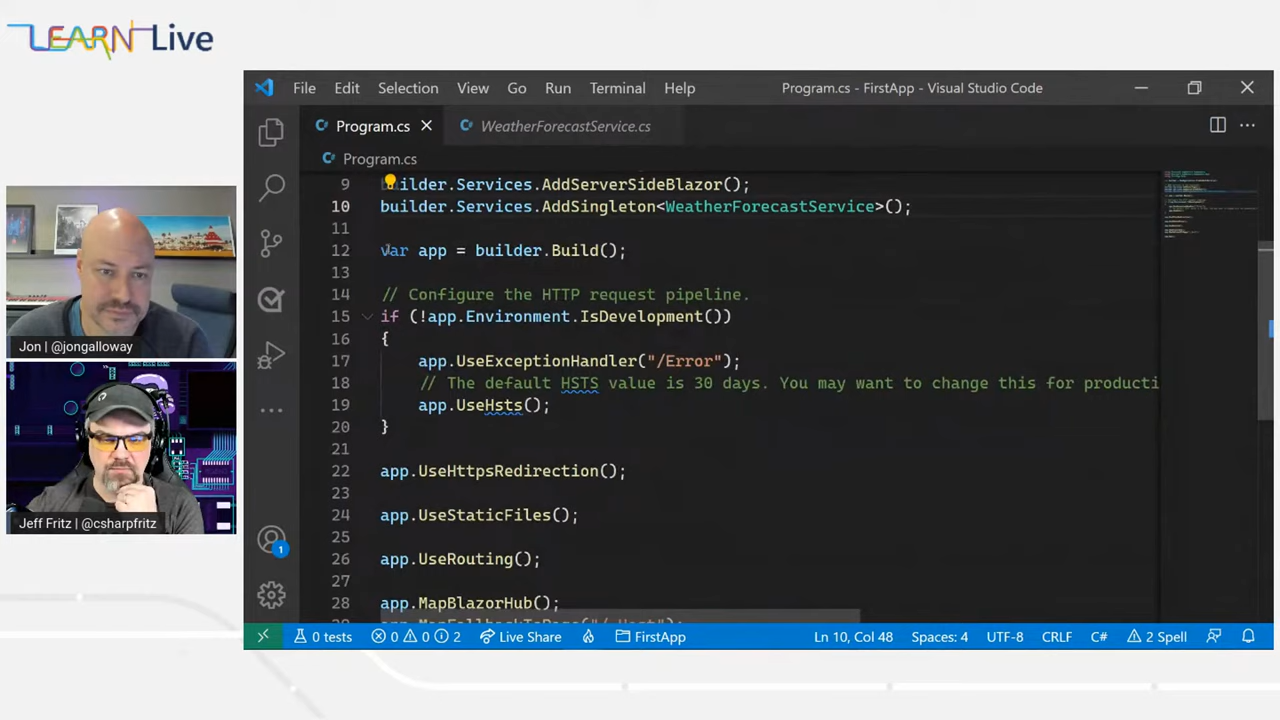 LEARN Live
File Edit Selection View Go Run Terminal Help Program.cs - FirstApp - Visual Studio Code
Program.cs WeatherForecastService.cs
Program.cs
9 builder.Services.AddServerSideBlazor();
10 builder.Services.AddSingleton<WeatherForecastService>();
11
12 var app = builder.Build();
13
14 // Configure the HTTP request pipeline.
15 if (!app.Environment.IsDevelopment())
16 {
17 app.UseExceptionHandler("/Error");
18 // The default HSTS value is 30 days. You may want to change this for producti
19 app.UseHsts();
20 }
21
22 app.UseHttpsRedirection();
23
24 app.UseStaticFiles();
25
26 app.UseRouting();
27
28 app.MapBlazorHub();
Jon | @jongalloway
Jeff Fritz | @csharpfritz
1
0 tests 0 0 2 Live Share FirstApp Ln 10, Col 48 Spaces: 4 UTF-8 CRLF C# 2 Spell